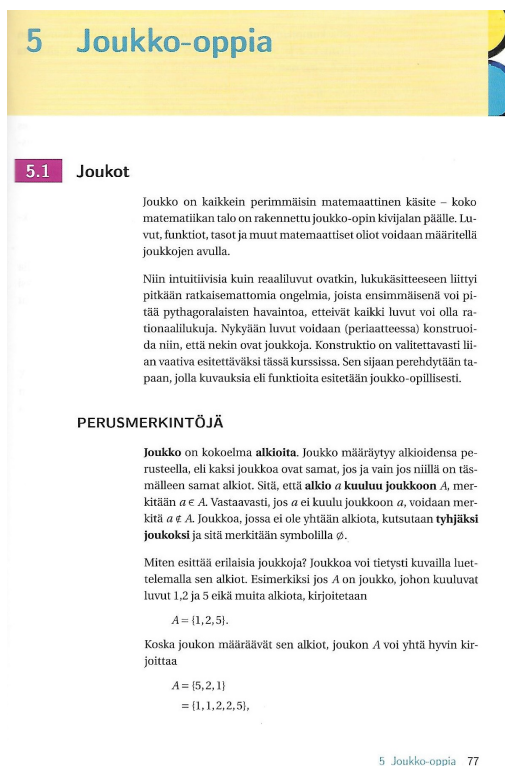 5 Joukko-oppia
5.1 Joukot
Joukko on kaikkein perimmäisin matemaattinen käsite – koko
matematiikan talo on rakennettu joukko-opin kivijalan päälle. Lu-
vut, funktiot, tasot ja muut matemaattiset oliot voidaan määritellä
joukkojen avulla.
Niin intuitiivisia kuin reaaliluvut ovatkin, lukukäsitteeseen liittyi
pitkään ratkaisemattomia ongelmia, joista ensimmäisenä voi pi-
tää pythagoralaisten havaintoa, etteivät kaikki luvut voi olla ra-
tionaalilukuja. Nykyään luvut voidaan (periaatteessa) konstruoi-
da niin, että nekin ovat joukkoja. Konstruktio on valitettavasti lii-
an vaativa esitettäväksi tässä kurssissa. Sen sijaan perehdytään ta-
paan, jolla kuvauksia eli funktioita esitetään joukko-opillisesti.
PERUSMERKINTÖJÄ
Joukko on kokoelma alkioita. Joukko määräytyy alkioidensa pe-
rusteella, eli kaksi joukkoa ovat samat, jos ja vain jos niillä on täs-
mälleen samat alkiot. Sitä, että alkio a kuuluu joukkoon A, mer-
kitään a ∈ A. Vastaavasti, jos a ei kuulu joukkoon a, voidaan mer-
kitä a ∉ A. Joukkoa, jossa ei ole yhtään alkiota, kutsutaan tyhjäksi
joukoksi ja sitä merkitään symbolilla ∅.
Miten esittää erilaisia joukkoja? Joukkoa voi tietysti kuvailla luet-
telemalla sen alkiot. Esimerkiksi jos A on joukko, johon kuuluvat
luvut 1,2 ja 5 eikä muita alkiota, kirjoitetaan
A = {1,2,5}.
Koska joukon määräävät sen alkiot, joukon A voi yhtä hyvin kir-
joittaa
A = {5,2,1}
= {1,1,2,2,5},
5 Joukko-oppia 77